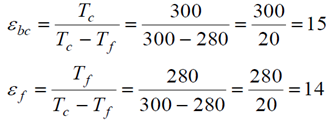 ε_bc = T_c / (T_c − T_f) = 300 / (300 − 280) = 300 / 20 = 15
ε_f = T_f / (T_c − T_f) = 280 / (300 − 280) = 280 / 20 = 14